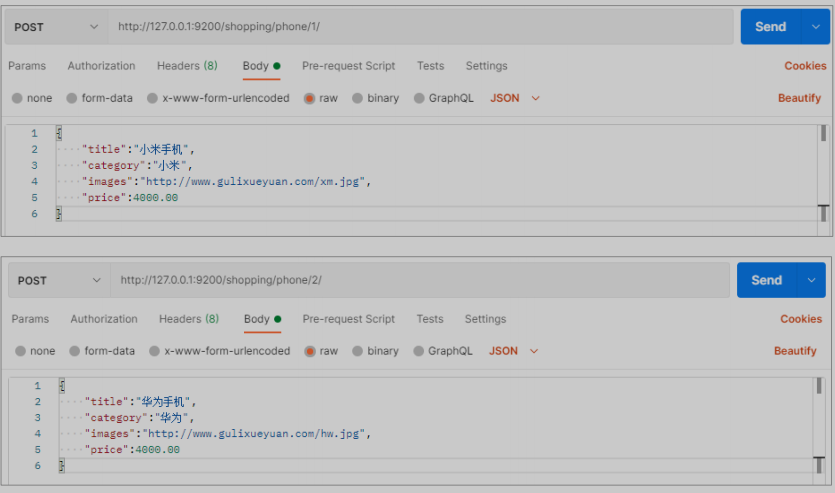 POST http://127.0.0.1:9200/shopping/phone/1/ Send
Params Authorization Headers (8) Body Pre-request Script Tests Settings Cookies
none form-data x-www-form-urlencoded raw binary GraphQL JSON Beautify
1 {
2 "title":"小米手机",
3 "category":"小米",
4 "images":"http://www.gulixueyuan.com/xm.jpg",
5 "price":4000.00
6 }
POST http://127.0.0.1:9200/shopping/phone/2/ Send
Params Authorization Headers (8) Body Pre-request Script Tests Settings Cookies
none form-data x-www-form-urlencoded raw binary GraphQL JSON Beautify
1 {
2 "title":"华为手机",
3 "category":"华为",
4 "images":"http://www.gulixueyuan.com/hw.jpg",
5 "price":4000.00
6 }